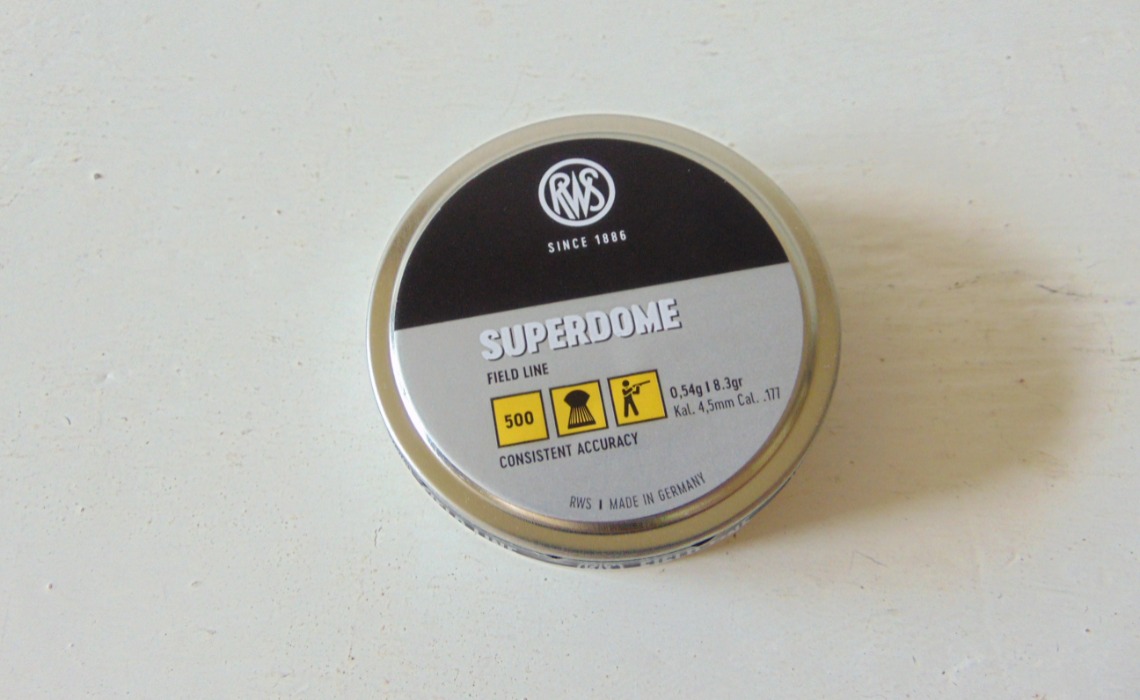 RWS
SINCE 1886
SUPERDOME
FIELD LINE
500
0,54g | 8.3gr
Kal. 4,5mm Cal. .177
CONSISTENT ACCURACY
RWS | MADE IN GERMANY